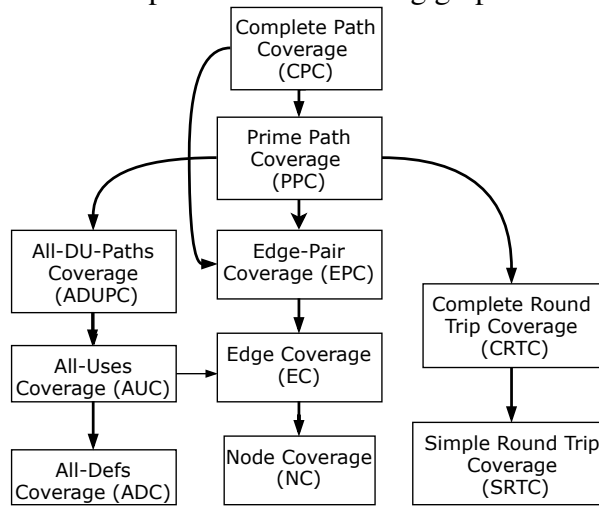 Complete Path
Coverage
(CPC)
Prime Path
Coverage
(PPC)
All-DU-Paths
Coverage
(ADUPC)
Edge-Pair
Coverage (EPC)
Complete Round
Trip Coverage
(CRTC)
All-Uses
Coverage (AUC)
Edge Coverage
(EC)
All-Defs
Coverage (ADC)
Node Coverage
(NC)
Simple Round Trip
Coverage
(SRTC)